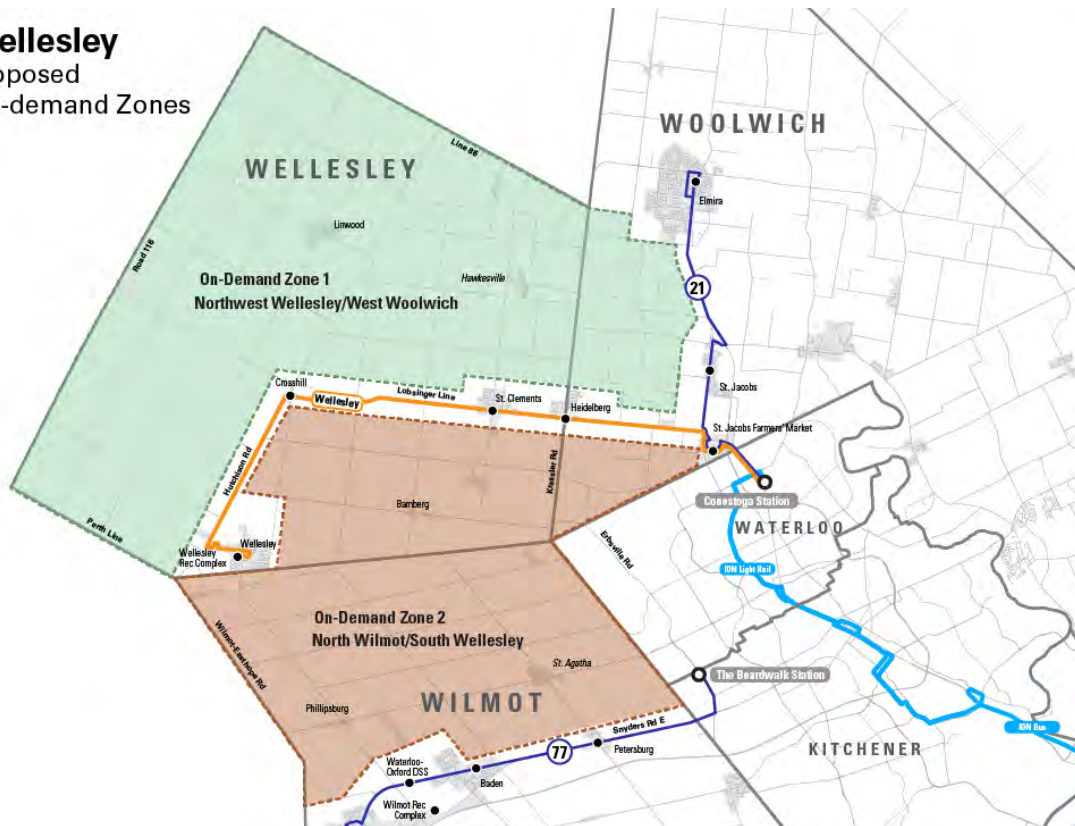 ellesley
oposed
-demand Zones
WOOLWICH
Line 86
WELLESLEY
Elmira
Linwood
Road 116
On-Demand Zone 1
Northwest Wellesley/West Woolwich
Hawkesville
21
St. Jacobs
Crosshill
Wellesley
Lobsinger Line
St. Clements
Heidelberg
St. Jacobs Farmers' Market
Hutchison Rd
Kressler Rd
Conestoga Station
Bamberg
WATERLOO
Perth Line
Wellesley
Wellesley
Rec Complex
Erbsville Rd
ION Light Rail
On-Demand Zone 2
North Wilmot/South Wellesley
Wilmot-Easthope Rd
St. Agatha
The Boardwalk Station
Phillipsburg
WILMOT
Snyders Rd E
ION Bus
77
Petersburg
KITCHENER
Waterloo-
Oxford DSS
Baden
Wilmot Rec
Complex